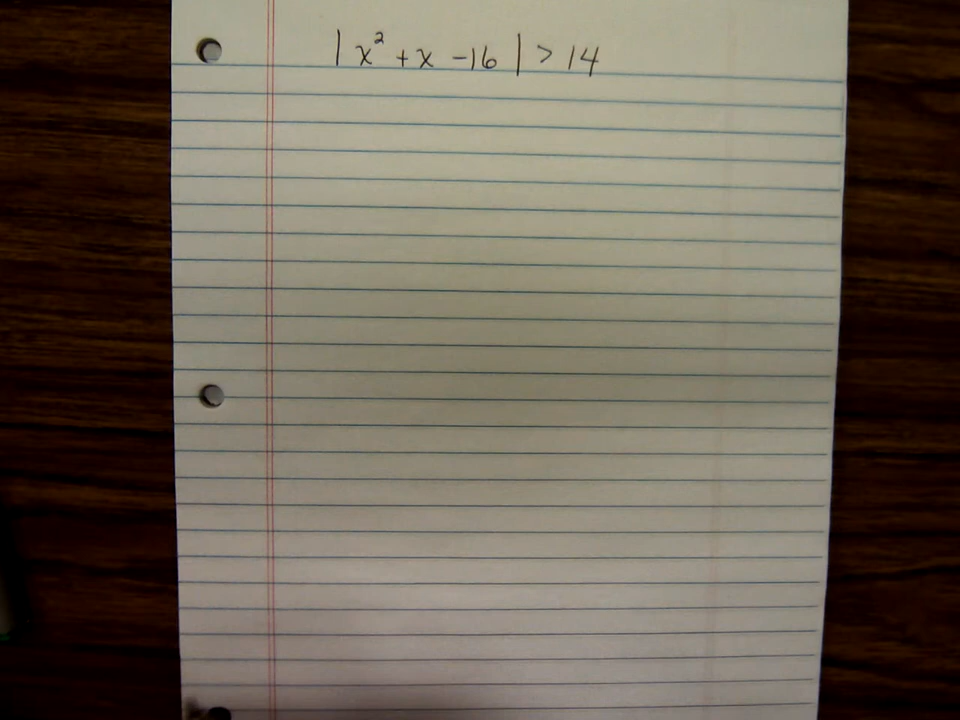 | x² + x - 16 | > 14